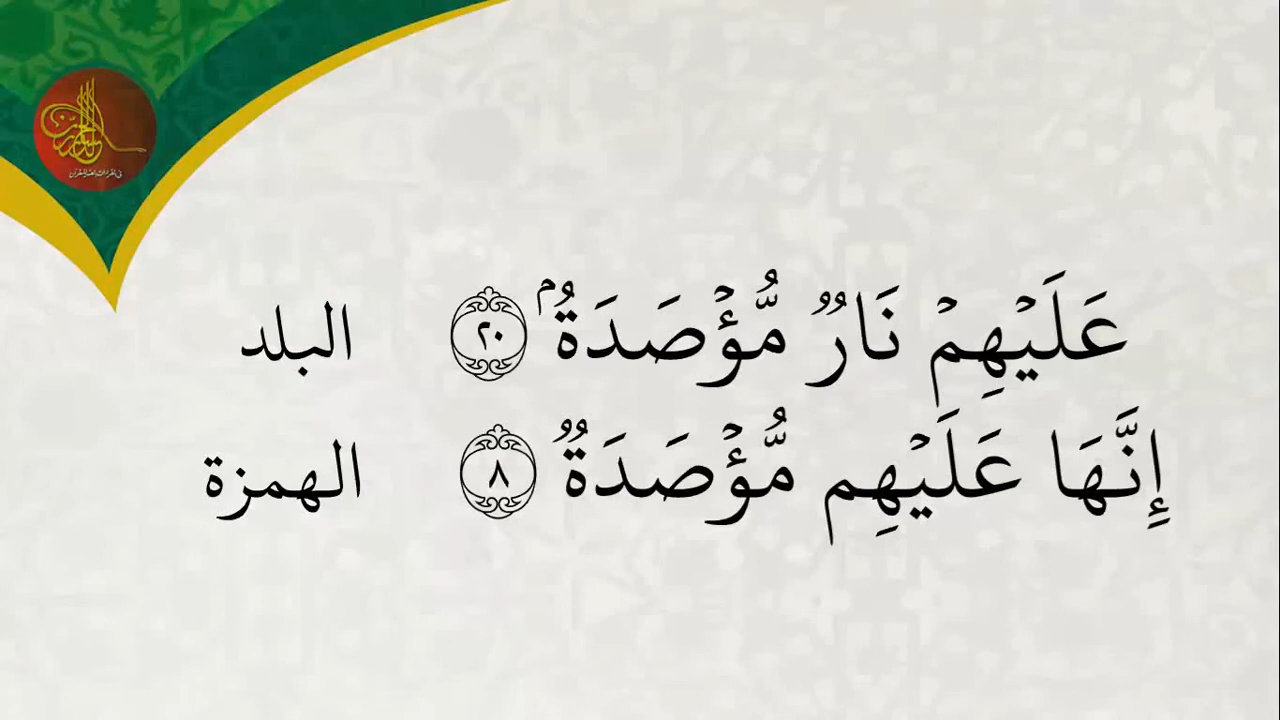 عَلَيۡهِمۡ نَارٞ مُّؤۡصَدَةُۢ ٢٠ البلد
إِنَّهَا عَلَيۡهِم مُّؤۡصَدَةٞ ٨ الهمزة